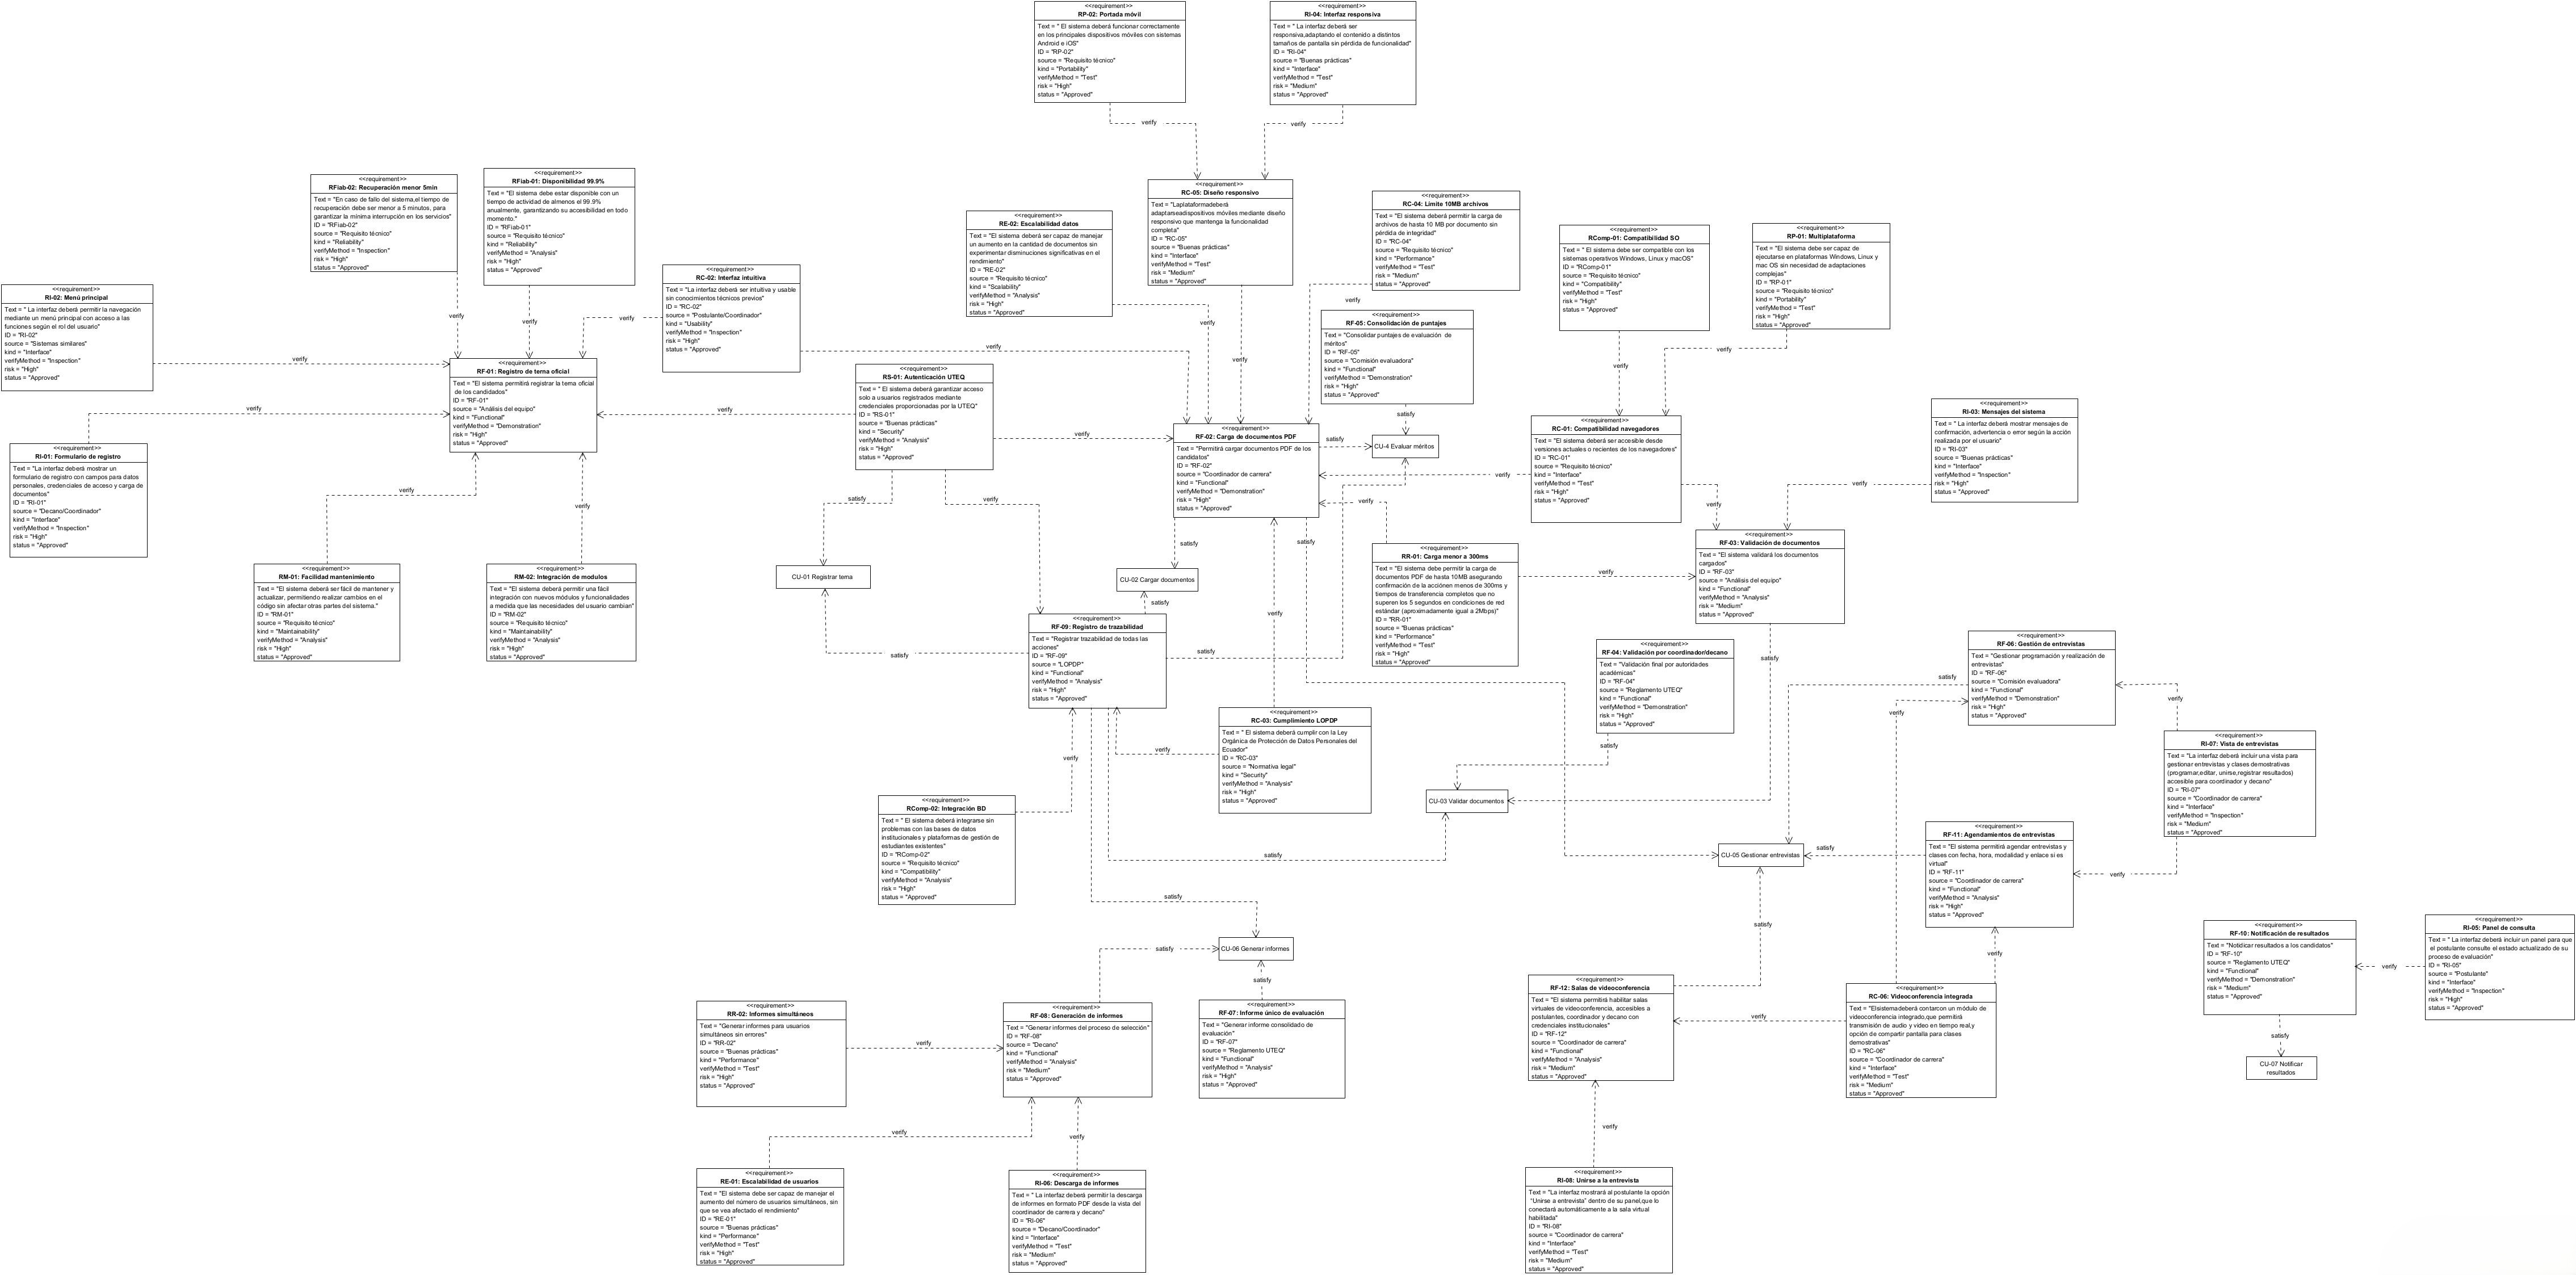 <<requirement>>
RP-02: Portada móvil
Text = " El sistema deberá funcionar correctamente
en los principales dispositivos móviles con sistemas
Android e iOS"
ID = "RP-02"
source = "Requisito técnico"
kind = "Portability"
verifyMethod = "Test"
risk = "High"
status = "Approved"
<<requirement>>
RI-04: Interfaz responsiva
Text = " La interfaz deberá ser
responsiva,adaptando el contenido a distintos
tamaños de pantalla sin pérdida de funcionalidad"
ID = "RI-04"
source = "Buenas prácticas"
kind = "Interface"
verifyMethod = "Test"
risk = "Medium"
status = "Approved"
verify
verify
<<requirement>>
RFiab-02: Recuperación menor 5min
Text = "En caso de fallo del sistema,el tiempo de
recuperación debe ser menor a 5 minutos, para
garantizar la mínima interrupción en los servicios"
ID = "RFiab-02"
source = "Requisito técnico"
kind = "Reliability"
verifyMethod = "Inspection"
risk = "High"
status = "Approved"
<<requirement>>
RFiab-01: Disponibilidad 99.9%
Text = "El sistema debe estar disponible con un
tiempo de actividad de almenos el 99.9%
anualmente, garantizando su accesibilidad en todo
momento."
ID = "RFiab-01"
source = "Requisito técnico"
kind = "Reliability"
verifyMethod = "Analysis"
risk = "High"
status = "Approved"
<<requirement>>
RC-05: Diseño responsivo
Text = "Laplataformadeberá
adaptarseadispositivos móviles mediante diseño
responsivo que mantenga la funcionalidad
completa"
ID = "RC-05"
source = "Buenas prácticas"
kind = "Interface"
verifyMethod = "Test"
risk = "Medium"
status = "Approved"
<<requirement>>
RC-04: Límite 10MB archivos
Text = "El sistema deberá permitir la carga de
archivos de hasta 10 MB por documento sin
pérdida de integridad"
ID = "RC-04"
source = "Requisito técnico"
kind = "Performance"
verifyMethod = "Test"
risk = "Medium"
status = "Approved"
<<requirement>>
RE-02: Escalabilidad datos
Text = "El sistema deberá ser capaz de manejar
un aumento en la cantidad de documentos sin
experimentar disminuciones significativas en el
rendimiento"
ID = "RE-02"
source = "Requisito técnico"
kind = "Scalability"
verifyMethod = "Analysis"
risk = "High"
status = "Approved"
<<requirement>>
RComp-01: Compatibilidad SO
Text = " El sistema debe ser compatible con los
sistemas operativos Windows, Linux y macOS"
ID = "RComp-01"
source = "Requisito técnico"
kind = "Compatibility"
verifyMethod = "Test"
risk = "High"
status = "Approved"
<<requirement>>
RP-01: Multiplataforma
Text = "El sistema debe ser capaz de
ejecutarse en plataformas Windows, Linux y
mac OS sin necesidad de adaptaciones
complejas"
ID = "RP-01"
source = "Requisito técnico"
kind = "Portability"
verifyMethod = "Test"
risk = "High"
status = "Approved"
<<requirement>>
RC-02: Interfaz intuitiva
Text = "La interfaz deberá ser intuitiva y usable
sin conocimientos técnicos previos"
ID = "RC-02"
source = "Postulante/Coordinador"
kind = "Usability"
verifyMethod = "Inspection"
risk = "High"
status = "Approved"
<<requirement>>
RI-02: Menú principal
Text = " La interfaz deberá permitir la navegación
mediante un menú principal con acceso a las
funciones según el rol del usuario"
ID = "RI-02"
source = "Sistemas similares"
kind = "Interface"
verifyMethod = "Inspection"
risk = "High"
status = "Approved"
verify
verify
verify
verify
verify
verify
verify
verify
verify
verify
<<requirement>>
RF-05: Consolidación de puntajes
Text = "Consolidar puntajes de evaluación de
méritos"
ID = "RF-05"
source = "Comisión evaluadora"
kind = "Functional"
verifyMethod = "Demonstration"
risk = "High"
status = "Approved"
<<requirement>>
RF-01: Registro de terna oficial
Text = "El sistema permitirá registrar la terna oficial
de los candidatos"
ID = "RF-01"
source = "Análisis del equipo"
kind = "Functional"
verifyMethod = "Demonstration"
risk = "High"
status = "Approved"
<<requirement>>
RS-01: Autenticación UTEQ
Text = " El sistema deberá garantizar acceso
solo a usuarios registrados mediante
credenciales proporcionadas por la UTEQ"
ID = "RS-01"
source = "Buenas prácticas"
kind = "Security"
verifyMethod = "Analysis"
risk = "High"
status = "Approved"
verify
verify
verify
satisfy
<<requirement>>
RF-02: Carga de documentos PDF
Text = "Permitirá cargar documentos PDF de los
candidatos"
ID = "RF-02"
source = "Coordinador de carrera"
kind = "Functional"
verifyMethod = "Demonstration"
risk = "High"
status = "Approved"
satisfy
CU-4 Evaluar méritos
<<requirement>>
RC-01: Compatibilidad navegadores
Text = "El sistema deberá ser accesible desde
versiones actuales o recientes de los navegadores"
ID = "RC-01"
source = "Requisito técnico"
kind = "Interface"
verifyMethod = "Test"
risk = "High"
status = "Approved"
<<requirement>>
RI-03: Mensajes del sistema
Text = "La interfaz deberá mostrar mensajes de
confirmación, advertencia o error según la acción
realizada por el usuario"
ID = "RI-03"
source = "Buenas prácticas"
kind = "Interface"
verifyMethod = "Inspection"
risk = "High"
status = "Approved"
<<requirement>>
RI-01: Formulario de registro
Text = "La interfaz deberá mostrar un
formulario de registro con campos para datos
personales, credenciales de acceso y carga de
documentos"
ID = "RI-01"
source = "Decano/Coordinador"
kind = "Interface"
verifyMethod = "Inspection"
risk = "High"
status = "Approved"
verify
verify
satisfy
verify
verify
verify
verify
verify
satisfy
<<requirement>>
RM-01: Facilidad mantenimiento
Text = "El sistema deberá ser fácil de mantener y
actualizar, permitiendo realizar cambios en el
código sin afectar otras partes del sistema."
ID = "RM-01"
source = "Requisito técnico"
kind = "Maintainability"
verifyMethod = "Analysis"
risk = "High"
status = "Approved"
<<requirement>>
RM-02: Integración de modulos
Text = "El sistema deberá permitir una fácil
integración con nuevos módulos y funcionalidades
a medida que las necesidades del usuario cambian"
ID = "RM-02"
source = "Requisito técnico"
kind = "Maintainability"
verifyMethod = "Analysis"
risk = "High"
status = "Approved"
CU-01 Registrar terna
CU-02 Cargar documentos
satisfy
satisfy
<<requirement>>
RR-01: Carga menor a 300ms
Text = "El sistema debe permitir la carga de
documentos PDF de hasta 10MB asegurando
confirmación de la acciónen menos de 300ms y
tiempos de transferencia completos que no
superen los 5 segundos en condiciones de red
estándar (aproximadamente igual a 2Mbps)"
ID = "RR-01"
source = "Buenas prácticas"
kind = "Performance"
verifyMethod = "Test"
risk = "High"
status = "Approved"
verify
<<requirement>>
RF-03: Validación de documentos
Text = "El sistema validará los documentos
cargados"
ID = "RF-03"
source = "Análisis del equipo"
kind = "Functional"
verifyMethod = "Analysis"
risk = "Medium"
status = "Approved"
<<requirement>>
RF-09: Registro de trazabilidad
Text = "Registrar trazabilidad de todas las
acciones"
ID = "RF-09"
source = "LOPDP"
kind = "Functional"
verifyMethod = "Analysis"
risk = "High"
status = "Approved"
verify
satisfy
satisfy
satisfy
<<requirement>>
RF-04: Validación por coordinador/decano
Text = "Validación final por autoridades
académicas"
ID = "RF-04"
source = "Reglamento UTEQ"
kind = "Functional"
verifyMethod = "Demonstration"
risk = "High"
status = "Approved"
<<requirement>>
RF-06: Gestión de entrevistas
Text = "Gestionar programación y realización de
entrevistas"
ID = "RF-06"
source = "Comisión evaluadora"
kind = "Functional"
verifyMethod = "Demonstration"
risk = "High"
status = "Approved"
satisfy
verify
verify
<<requirement>>
RC-03: Cumplimiento LOPDP
Text = " El sistema deberá cumplir con la Ley
Orgánica de Protección de Datos Personales del
Ecuador"
ID = "RC-03"
source = "Normativa legal"
kind = "Security"
verifyMethod = "Analysis"
risk = "High"
status = "Approved"
verify
verify
satisfy
<<requirement>>
RI-07: Vista de entrevistas
Text = "La interfaz deberá incluir una vista para
gestionar entrevistas y clases demostrativas
(programar,editar, unirse,registrar resultados)
accesible para coordinador y decano"
ID = "RI-07"
source = "Coordinador de carrera"
kind = "Interface"
verifyMethod = "Inspection"
risk = "Medium"
status = "Approved"
<<requirement>>
RComp-02: Integración BD
Text = " El sistema deberá integrarse sin
problemas con las bases de datos
institucionales y plataformas de gestión de
estudiantes existentes"
ID = "RComp-02"
source = "Requisito técnico"
kind = "Compatibility"
verifyMethod = "Analysis"
risk = "High"
status = "Approved"
CU-03 Validar documentos
<<requirement>>
RF-11: Agendamientos de entrevistas
Text = "El sistema permitirá agendar entrevistas y
clases con fecha, hora, modalidad y enlace si es
virtual"
ID = "RF-11"
source = "Coordinador de carrera"
kind = "Functional"
verifyMethod = "Analysis"
risk = "High"
status = "Approved"
satisfy
CU-05 Gestionar entrevistas
satisfy
verify
satisfy
satisfy
CU-06 Generar informes
satisfy
satisfy
verify
<<requirement>>
RF-10: Notificación de resultados
Text = "Notidicar resultados a los candidatos"
ID = "RF-10"
source = "Reglamento UTEQ"
kind = "Functional"
verifyMethod = "Demonstration"
risk = "Medium"
status = "Approved"
verify
<<requirement>>
RI-05: Panel de consulta
Text = " La interfaz deberá incluir un panel para que
el postulante consulte el estado actualizado de su
proceso de evaluación"
ID = "RI-05"
source = "Postulante"
kind = "Interface"
verifyMethod = "Inspection"
risk = "High"
status = "Approved"
<<requirement>>
RR-02: Informes simultáneos
Text = "Generar informes para usuarios
simultáneos sin errores"
ID = "RR-02"
source = "Buenas prácticas"
kind = "Performance"
verifyMethod = "Test"
risk = "High"
status = "Approved"
verify
<<requirement>>
RF-08: Generación de informes
Text = "Generar informes del proceso de selección"
ID = "RF-08"
source = "Decano"
kind = "Functional"
verifyMethod = "Analysis"
risk = "Medium"
status = "Approved"
<<requirement>>
RF-07: Informe único de evaluación
Text = "Generar informe consolidado de
evaluación"
ID = "RF-07"
source = "Reglamento UTEQ"
kind = "Functional"
verifyMethod = "Analysis"
risk = "High"
status = "Approved"
<<requirement>>
RF-12: Salas de videoconferencia
Text = "El sistema permitirá habilitar salas
virtuales de videoconferencia, accesibles a
postulantes, coordinador y decano con
credenciales institucionales"
ID = "RF-12"
source = "Coordinador de carrera"
kind = "Functional"
verifyMethod = "Analysis"
risk = "Medium"
status = "Approved"
verify
<<requirement>>
RC-06: Videoconferencia integrada
Text = "Elsistemadeberá contarcon un módulo de
videoconferencia integrado,que permitirá
transmisión de audio y video en tiempo real,y
opción de compartir pantalla para clases
demostrativas"
ID = "RC-06"
source = "Coordinador de carrera"
kind = "Interface"
verifyMethod = "Test"
risk = "Medium"
status = "Approved"
satisfy
CU-07 Notificar
resultados
verify
verify
verify
<<requirement>>
RE-01: Escalabilidad de usuarios
Text = "El sistema debe ser capaz de manejar el
aumento del número de usuarios simultáneos, sin
que se vea afectado el rendimiento"
ID = "RE-01"
source = "Buenas prácticas"
kind = "Performance"
verifyMethod = "Test"
risk = "High"
status = "Approved"
<<requirement>>
RI-06: Descarga de informes
Text = " La interfaz deberá permitir la descarga
de informes en formato PDF desde la vista del
coordinador de carrera y decano"
ID = "RI-06"
source = "Decano/Coordinador"
kind = "Interface"
verifyMethod = "Test"
risk = "Medium"
status = "Approved"
<<requirement>>
RI-08: Unirse a la entrevista
Text = "La interfaz mostrará al postulante la opción
"Unirse a entrevista" dentro de su panel,que lo
conectará automáticamente a la sala virtual
habilitada"
ID = "RI-08"
source = "Coordinador de carrera"
kind = "Interface"
verifyMethod = "Test"
risk = "Medium"
status = "Approved"